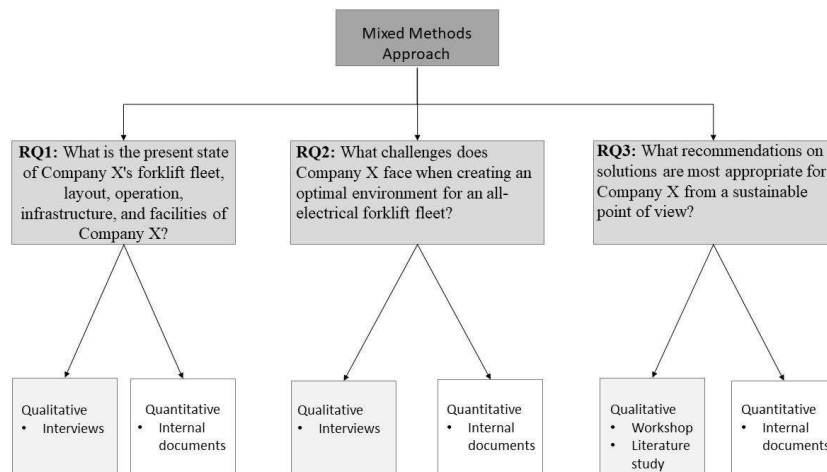 Mixed Methods
Approach
RQ1: What is the present state
of Company X's forklift fleet,
layout, operation,
infrastructure, and facilities of
Company X?
RQ2: What challenges does
Company X face when creating an
optimal environment for an all-
electrical forklift fleet?
RQ3: What recommendations on
solutions are most appropriate for
Company X from a sustainable
point of view?
Qualitative
• Interviews
Quantitative
• Internal
documents
Qualitative
• Interviews
Quantitative
• Internal
documents
Qualitative
• Workshop
• Literature
study
Quantitative
• Internal
documents